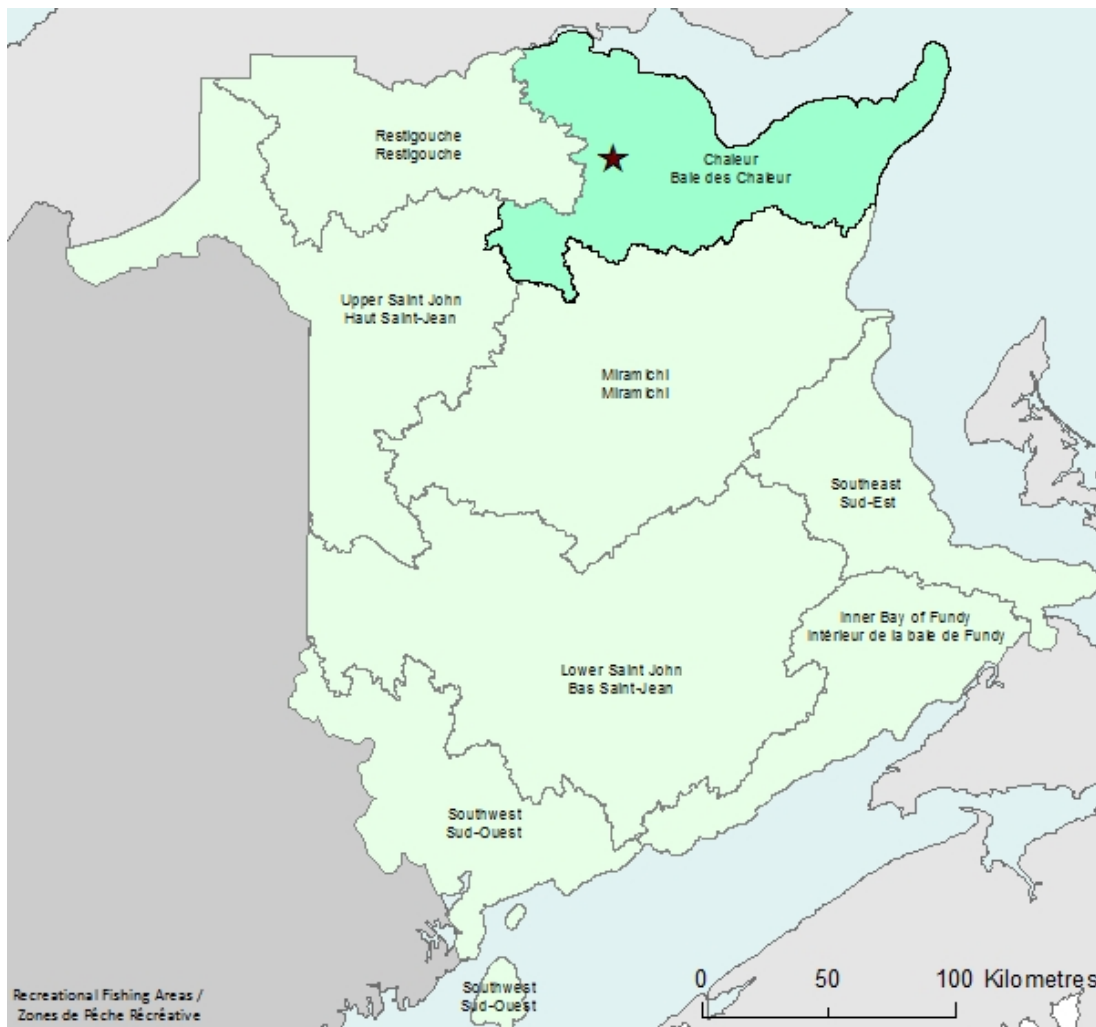 Restigouche
Restigouche
Chaleur
Baie des Chaleur
Upper Saint John
Haut Saint-Jean
Miramichi
Miramichi
Southeast
Sud-Est
Inner Bay of Fundy
Intérieur de la baie de Fundy
Lower Saint John
Bas Saint-Jean
Southwest
Sud-Ouest
Southwest
Sud-Ouest
0 50 100 Kilometres
Recreational Fishing Areas /
Zones de Pêche Récréative